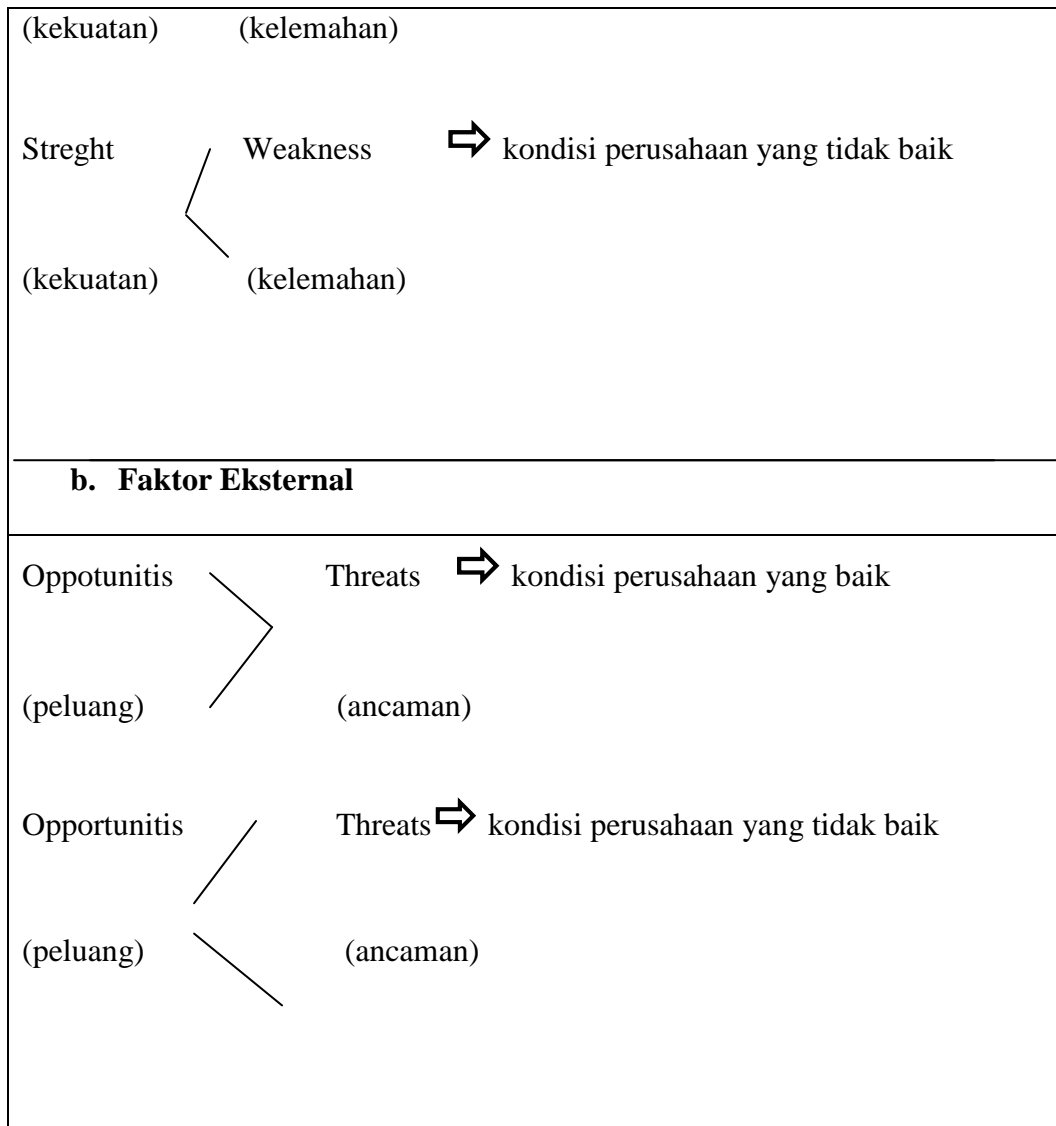 (kekuatan) (kelemahan)
Streght Weakness kondisi perusahaan yang tidak baik
(kekuatan) (kelemahan)
b. Faktor Eksternal
Oppotunitis Threats kondisi perusahaan yang baik
(peluang) (ancaman)
Opportunitis Threats kondisi perusahaan yang tidak baik
(peluang) (ancaman)